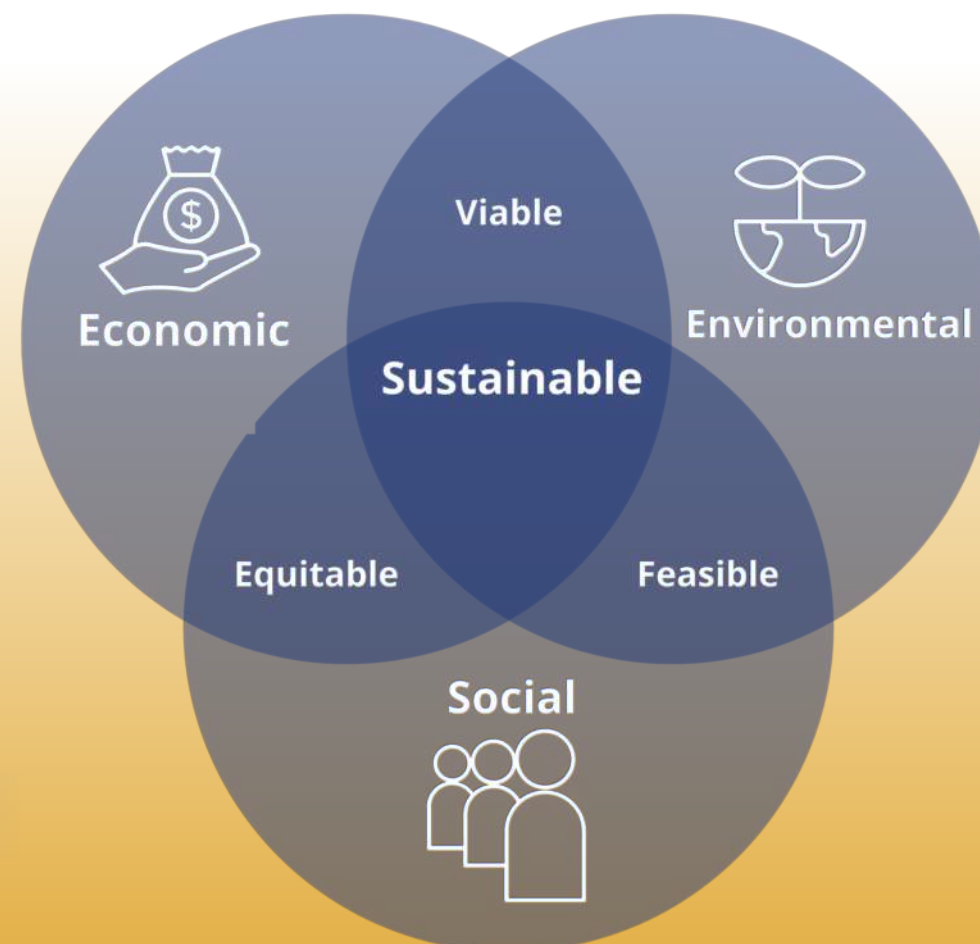 Viable
$
Economic
Environmental
Sustainable
Equitable
Feasible
Social